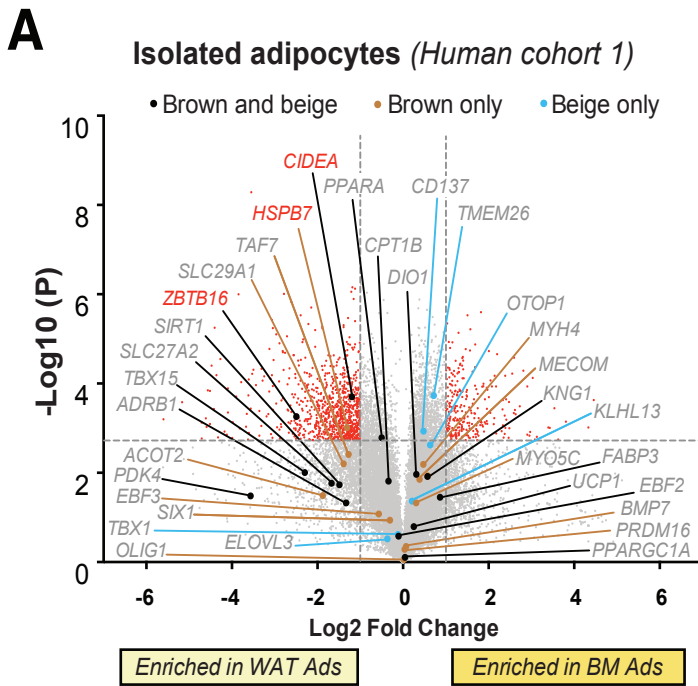 A
Isolated adipocytes (Human cohort 1)
Brown and beige
Brown only
Beige only
10
8
6
4
2
0
-Log10 (P)
CIDEA
PPARA
CD137
HSPB7
TMEM26
TAF7
CPT1B
SLC29A1
DIO1
ZBTB16
OTOP1
SIRT1
MYH4
SLC27A2
MECOM
TBX15
KNG1
ADRB1
KLHL13
ACOT2
MYO5C
FABP3
PDK4
UCP1
EBF3
EBF2
SIX1
BMP7
TBX1
PRDM16
ELOVL3
OLIG1
PPARGC1A
-6
-4
-2
0
2
4
6
Log2 Fold Change
Enriched in WAT Ads
Enriched in BM Ads